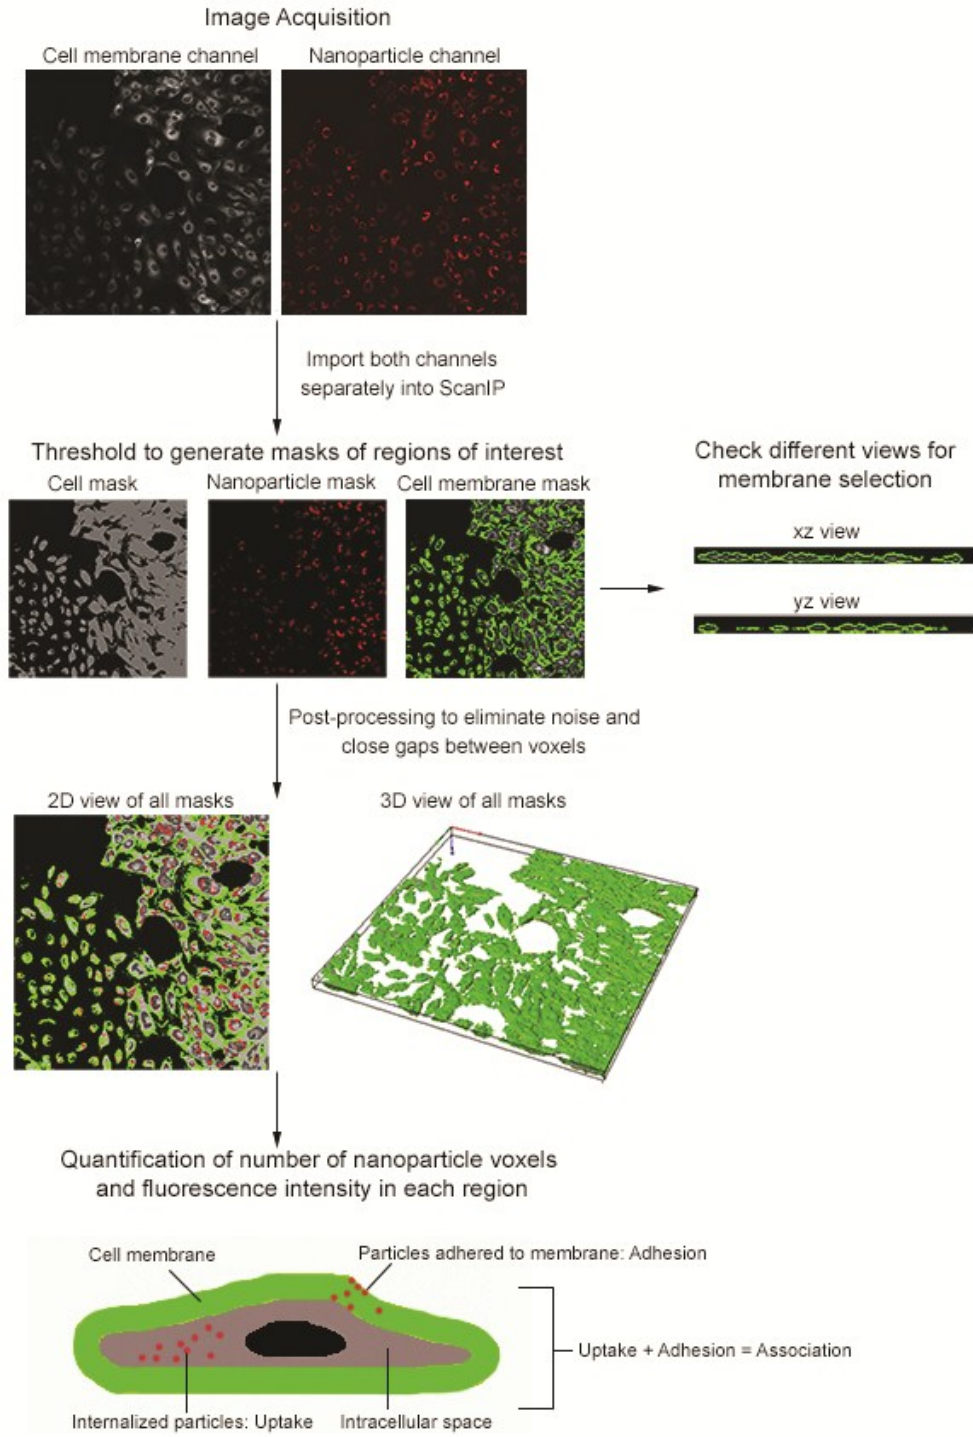 Image Acquisition
Cell membrane channel
Nanoparticle channel
Import both channels
separately into ScanIP
Threshold to generate masks of regions of interest
Cell mask
Nanoparticle mask
Cell membrane mask
Check different views for
membrane selection
xz view
yz view
Post-processing to eliminate noise and
close gaps between voxels
2D view of all masks
3D view of all masks
Quantification of number of nanoparticle voxels
and fluorescence intensity in each region
Cell membrane
Particles adhered to membrane: Adhesion
Uptake + Adhesion = Association
Internalized particles: Uptake
Intracellular space